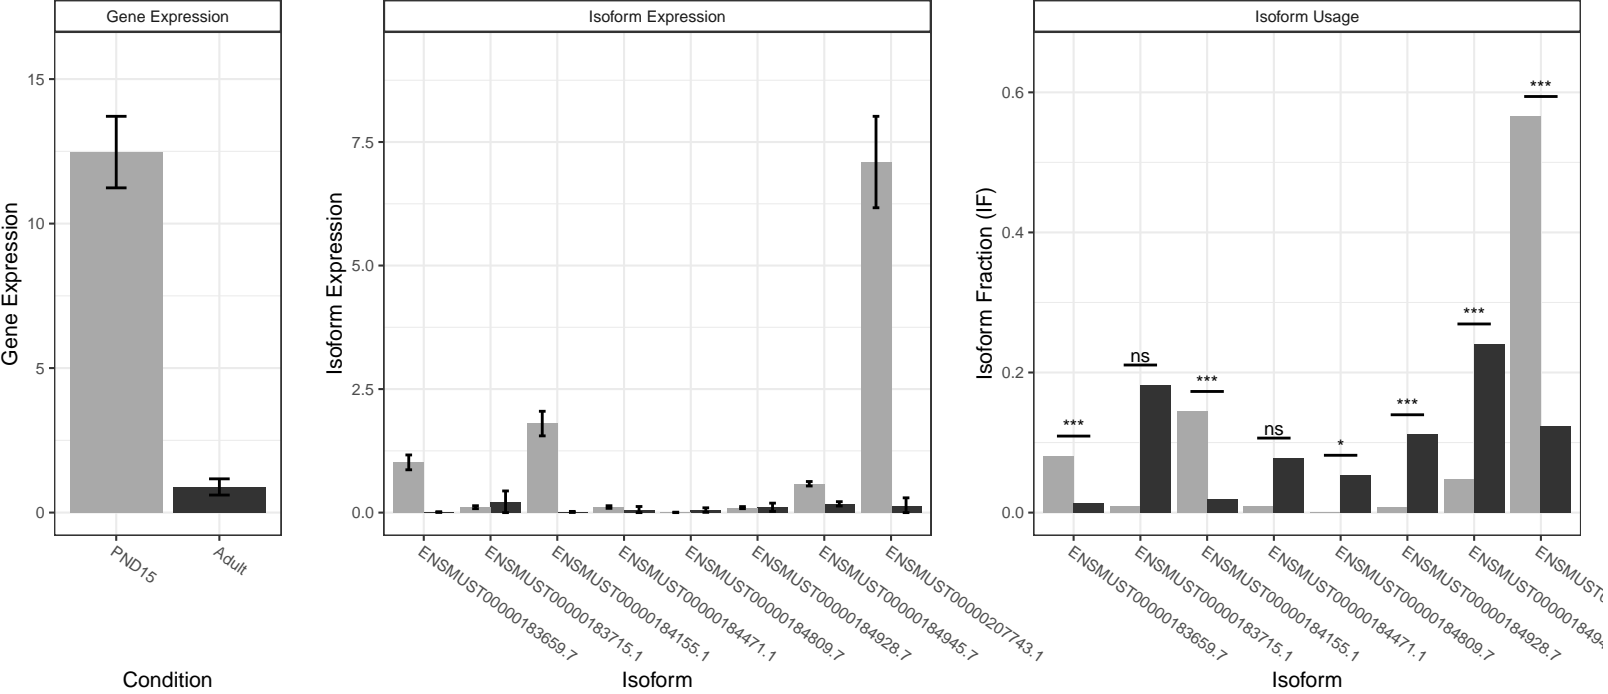 Gene Expression
Isoform Expression
Isoform Usage
Gene Expression
15
10
5
0
PND15
Adult
Condition
Isoform Expression
7.5
5.0
2.5
0.0
ENSMUST00000183659.7
ENSMUST00000183715.1
ENSMUST00000184155.1
ENSMUST00000184471.1
ENSMUST00000184809.7
ENSMUST00000184928.7
ENSMUST00000184945.7
ENSMUST00000207743.1
Isoform
Isoform Fraction (IF)
0.6
0.4
0.2
0.0
***
ns
***
ns
*
***
***
***
ENSMUST00000183659.7
ENSMUST00000183715.1
ENSMUST00000184155.1
ENSMUST00000184471.1
ENSMUST00000184809.7
ENSMUST00000184928.7
ENSMUST000001849
ENSMUST
Isoform